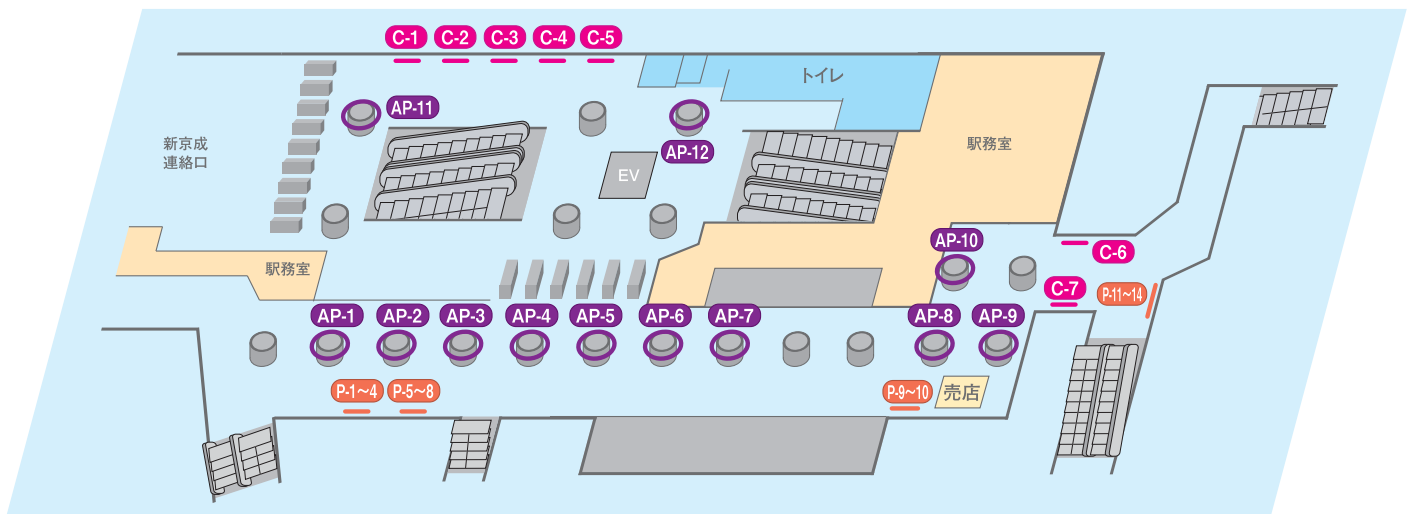 C-1
C-2
C-3
C-4
C-5
トイレ
AP-11
AP-12
新京成
連絡口
EV
駅務室
駅務室
AP-10
C-6
C-7
P-11～14
AP-1
AP-2
AP-3
AP-4
AP-5
AP-6
AP-7
AP-8
AP-9
P-1～4
P-5～8
P-9～10
売店